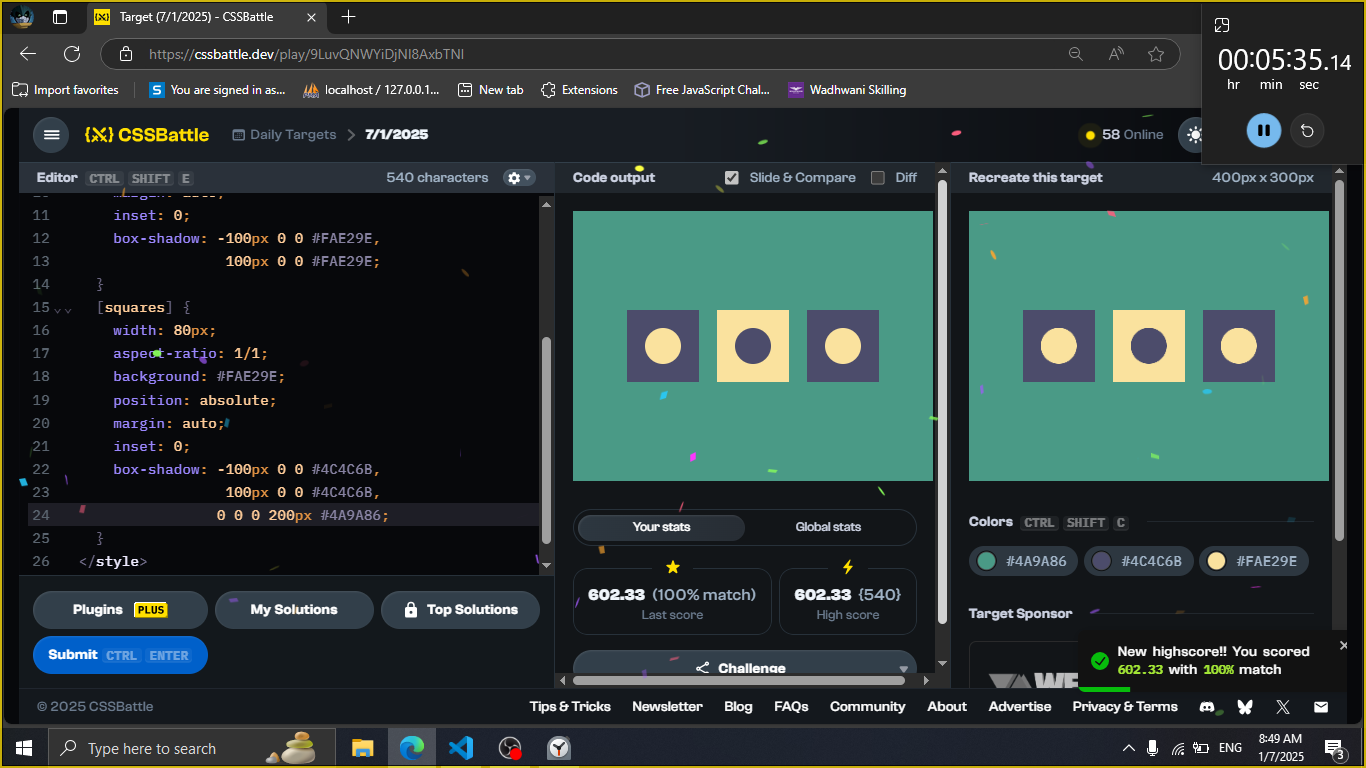 Target (7/1/2025) - CSSBattle
https://cssbattle.dev/play/9LuvQNWYiDjNI8AxbTNI
Import favorites
You are signed in as...
localhost / 127.0.0.1...
New tab
Extensions
Free JavaScript Chal...
Wadhwani Skilling
00:05:35.14
hr min sec
CSSBattle
Daily Targets
7/1/2025
58 Online
Editor CTRL SHIFT E
540 characters
11 inset: 0;
12 box-shadow: -100px 0 0 #FAE29E,
13 100px 0 0 #FAE29E;
14 }
15 [squares] {
16 width: 80px;
17 aspect-ratio: 1/1;
18 background: #FAE29E;
19 position: absolute;
20 margin: auto;
21 inset: 0;
22 box-shadow: -100px 0 0 #4C4C6B,
23 100px 0 0 #4C4C6B,
24 0 0 0 200px #4A9A86;
25 }
26 </style>
Plugins PLUS
My Solutions
Top Solutions
Submit CTRL ENTER
Code output
Slide & Compare
Diff
Your stats
Global stats
602.33 (100% match)
Last score
602.33 {540}
High score
Challenge
Recreate this target
400px x 300px
Colors CTRL SHIFT C
#4A9A86
#4C4C6B
#FAE29E
Target Sponsor
New highscore!! You scored
602.33 with 100% match
© 2025 CSSBattle
Tips & Tricks
Newsletter
Blog
FAQs
Community
About
Advertise
Privacy & Terms
Type here to search
ENG
8:49 AM
1/7/2025
3